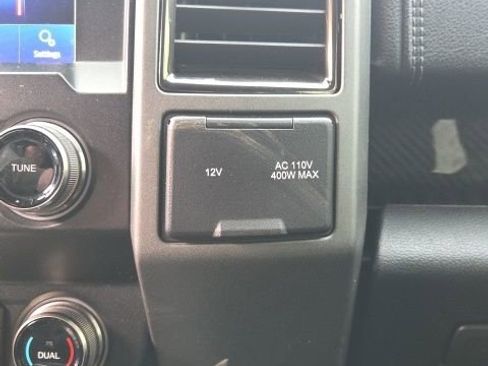 Settings
TUNE
12V
AC 110V
400W MAX
DUAL